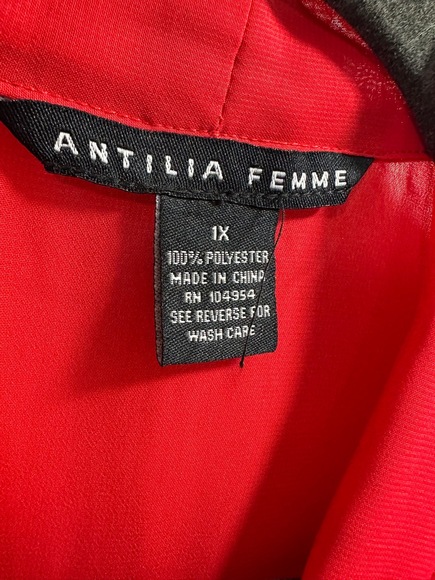 ANTILIA FEMME
1X
100% POLYESTER
MADE IN CHINA
RN 104954
SEE REVERSE FOR
WASH CARE